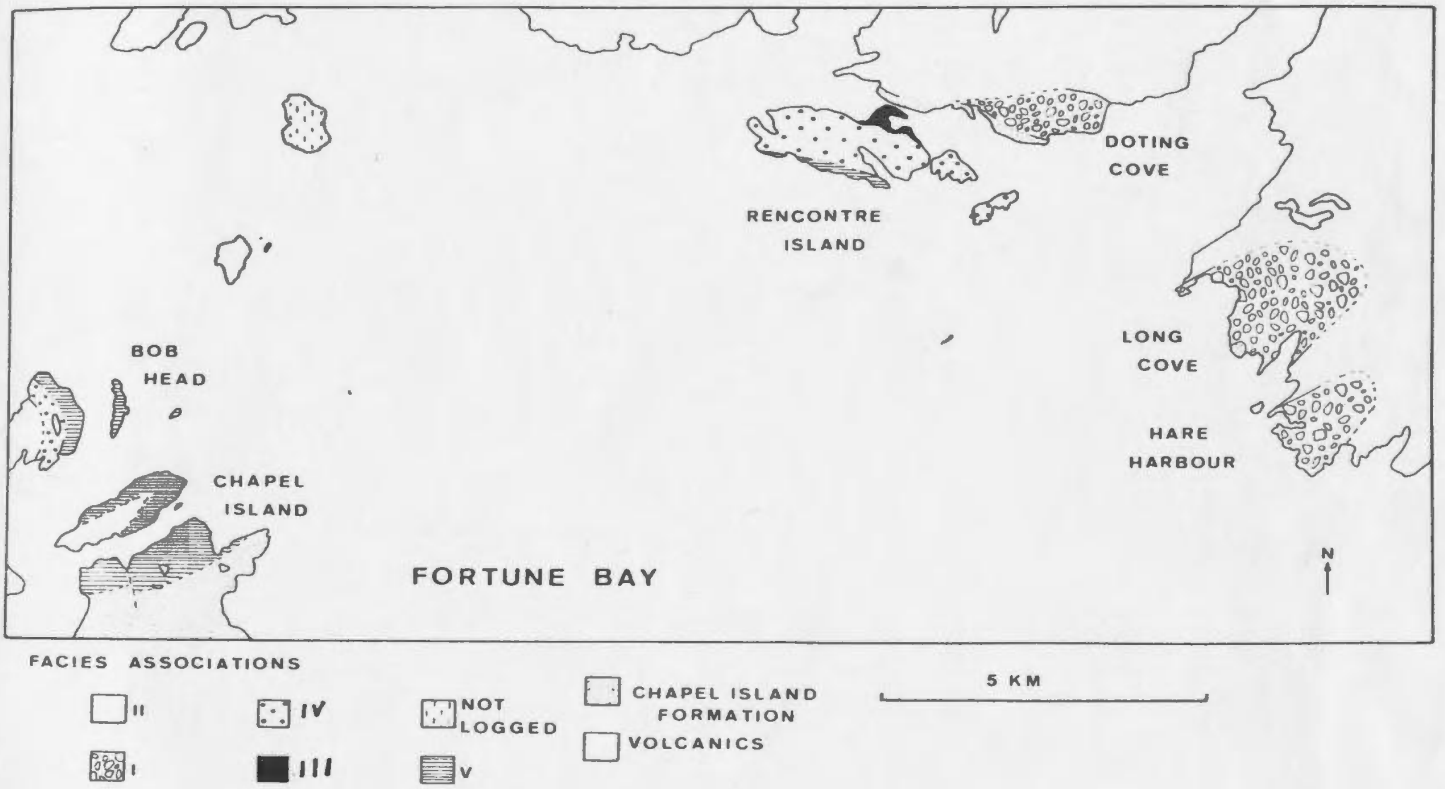 DOTING
COVE
RENCONTRE
ISLAND
BOB
HEAD
LONG
COVE
HARE
HARBOUR
CHAPEL
ISLAND
FORTUNE BAY
N
FACIES ASSOCIATIONS
II
IV
NOT
LOGGED
CHAPEL ISLAND
FORMATION
5 KM
I
III
V
VOLCANICS